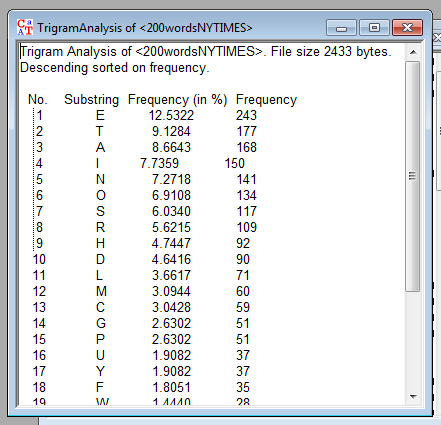 TrigramAnalysis of <200wordsNYTIMES>
Trigram Analysis of <200wordsNYTIMES>. File size 2433 bytes.
Descending sorted on frequency.
No. Substring Frequency (in %) Frequency
1 E 12.5322 243
2 T 9.1284 177
3 A 8.6643 168
4 I 7.7359 150
5 N 7.2718 141
6 O 6.9108 134
7 S 6.0340 117
8 R 5.6215 109
9 H 4.7447 92
10 D 4.6416 90
11 L 3.6617 71
12 M 3.0944 60
13 C 3.0428 59
14 G 2.6302 51
15 P 2.6302 51
16 U 1.9082 37
17 Y 1.9082 37
18 F 1.8051 35
19 W 1.4440 28